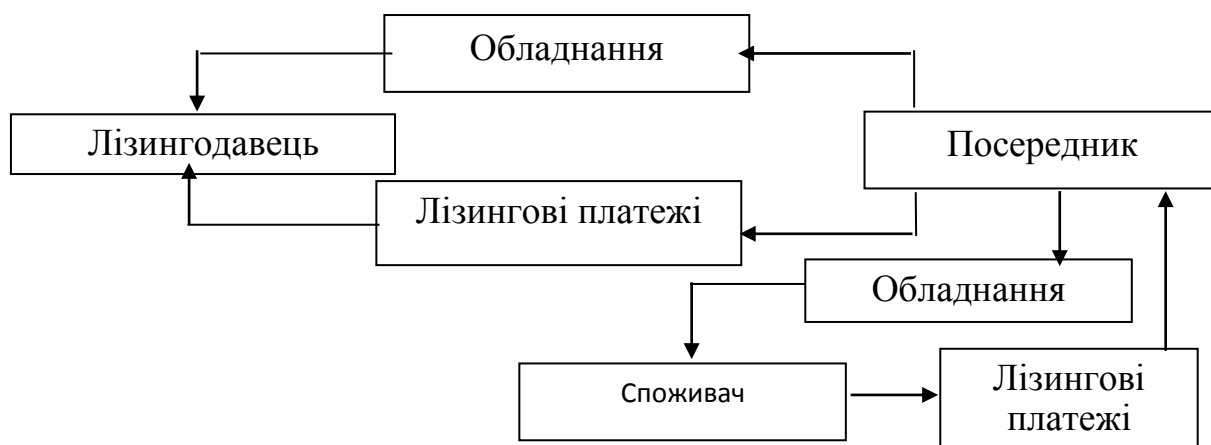 Обладнання
Лізингодавець
Посередник
Лізингові платежі
Обладнання
Споживач
Лізингові
платежі